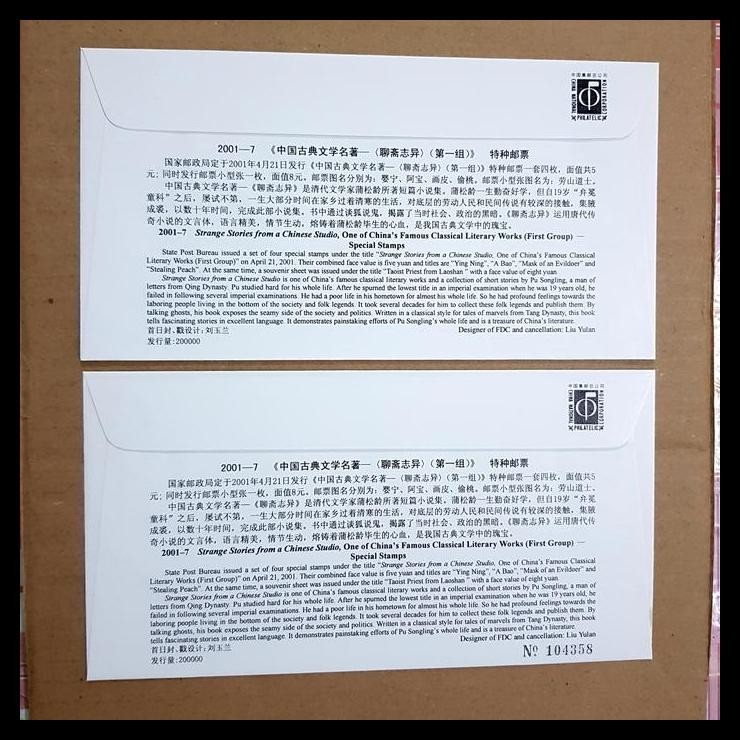 中国集邮总公司
CHINA NATIONAL
PHILATELIC
CORPORATION
2001—7 《中国古典文学名著—〈聊斋志异〉(第一组)》 特种邮票
国家邮政局定于2001年4月21日发行《中国古典文学名著—〈聊斋志异〉(第一组)》特种邮票一套四枚,面值共5
元;同时发行邮票小型张一枚,面值8元。邮票图名分别为:婴宁、阿宝、画皮、偷桃。邮票小型张图名为:劳山道士。
中国古典文学名著—《聊斋志异》是清代文学家蒲松龄所著短篇小说集。蒲松龄一生勤奋好学,但自19岁“弁冕
童科”之后,屡试不第,一生大部分时间在家乡过着清寒的生活,对底层的劳动人民和民间传说有较深的接触,集腋
成裘,以数十年时间,完成此部小说集。书中通过谈狐说鬼,揭露了当时社会、政治的黑暗。《聊斋志异》运用唐代传
奇小说的文言体,语言精美,情节生动,熔铸着蒲松龄毕生的心血,是我国古典文学中的瑰宝。
2001–7 Strange Stories from a Chinese Studio, One of China's Famous Classical Literary Works (First Group) —
Special Stamps
State Post Bureau issued a set of four special stamps under the title "Strange Stories from a Chinese Studio, One of China's Famous Classical
Literary Works (First Group)" on April 21, 2001. Their combined face value is five yuan and titles are "Ying Ning", "A Bao", "Mask of an Evildoer" and
"Stealing Peach". At the same time, a souvenir sheet was issued under the title "Taoist Priest from Laoshan" with a face value of eight yuan.
Strange Stories from a Chinese Studio is one of China's famous classical literary works and a collection of short stories by Pu Songling, a man of
letters from Qing Dynasty. Pu studied hard for his whole life. After he spurned the lowest title in an imperial examination when he was 19 years old, he
failed in following several imperial examinations. He had a poor life in his hometown for almost his whole life. So he had profound feelings towards the
laboring people living in the bottom of the society and folk legends. It took several decades for him to collect these folk legends and publish them. By
talking ghosts, his book exposes the seamy side of the society and politics. Written in a classical style for tales of marvels from Tang Dynasty, this book
tells fascinating stories in excellent language. It demonstrates painstaking efforts of Pu Songling's whole life and is a treasure of China's literature.
首日封、戳设计:刘玉兰 Designer of FDC and cancellation: Liu Yulan
发行量:200000
中国集邮总公司
CHINA NATIONAL
PHILATELIC
CORPORATION
2001—7 《中国古典文学名著—〈聊斋志异〉(第一组)》 特种邮票
国家邮政局定于2001年4月21日发行《中国古典文学名著—〈聊斋志异〉(第一组)》特种邮票一套四枚,面值共5
元;同时发行邮票小型张一枚,面值8元。邮票图名分别为:婴宁、阿宝、画皮、偷桃。邮票小型张图名为:劳山道士。
中国古典文学名著—《聊斋志异》是清代文学家蒲松龄所著短篇小说集。蒲松龄一生勤奋好学,但自19岁“弁冕
童科”之后,屡试不第,一生大部分时间在家乡过着清寒的生活,对底层的劳动人民和民间传说有较深的接触,集腋
成裘,以数十年时间,完成此部小说集。书中通过谈狐说鬼,揭露了当时社会、政治的黑暗。《聊斋志异》运用唐代传
奇小说的文言体,语言精美,情节生动,熔铸着蒲松龄毕生的心血,是我国古典文学中的瑰宝。
2001–7 Strange Stories from a Chinese Studio, One of China's Famous Classical Literary Works (First Group) —
Special Stamps
State Post Bureau issued a set of four special stamps under the title "Strange Stories from a Chinese Studio, One of China's Famous Classical
Literary Works (First Group)" on April 21, 2001. Their combined face value is five yuan and titles are "Ying Ning", "A Bao", "Mask of an Evildoer" and
"Stealing Peach". At the same time, a souvenir sheet was issued under the title "Taoist Priest from Laoshan" with a face value of eight yuan.
Strange Stories from a Chinese Studio is one of China's famous classical literary works and a collection of short stories by Pu Songling, a man of
letters from Qing Dynasty. Pu studied hard for his whole life. After he spurned the lowest title in an imperial examination when he was 19 years old, he
failed in following several imperial examinations. He had a poor life in his hometown for almost his whole life. So he had profound feelings towards the
laboring people living in the bottom of the society and folk legends. It took several decades for him to collect these folk legends and publish them. By
talking ghosts, his book exposes the seamy side of the society and politics. Written in a classical style for tales of marvels from Tang Dynasty, this book
tells fascinating stories in excellent language. It demonstrates painstaking efforts of Pu Songling's whole life and is a treasure of China's literature.
首日封、戳设计:刘玉兰 Designer of FDC and cancellation: Liu Yulan
发行量:200000 № 104358